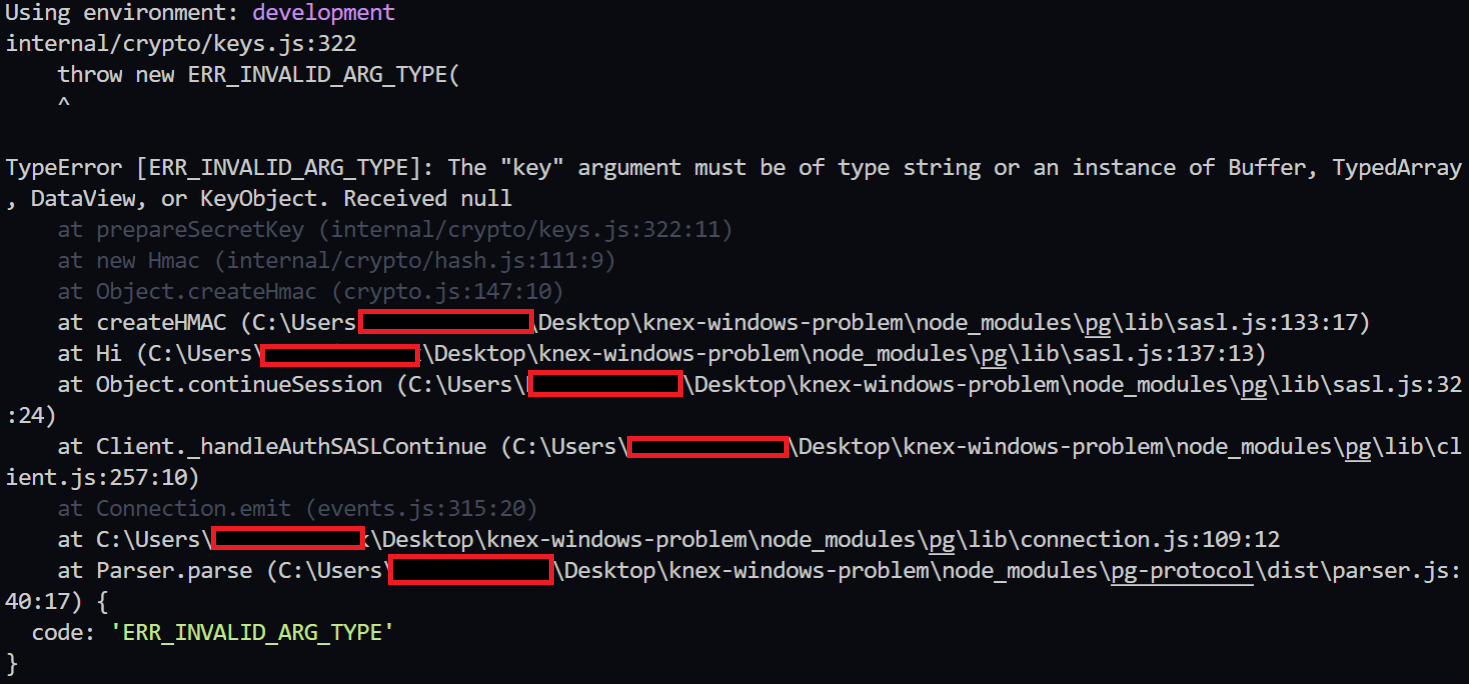 Using environment: development
internal/crypto/keys.js:322
    throw new ERR_INVALID_ARG_TYPE(
    ^
TypeError [ERR_INVALID_ARG_TYPE]: The "key" argument must be of type string or an instance of Buffer, TypedArray
, DataView, or KeyObject. Received null
    at prepareSecretKey (internal/crypto/keys.js:322:11)
    at new Hmac (internal/crypto/hash.js:111:9)
    at Object.createHmac (crypto.js:147:10)
    at createHMAC (C:\Users \Desktop\knex-windows-problem\node_modules\pg\lib\sasl.js:133:17)
    at Hi (C:\Users\ \Desktop\knex-windows-problem\node_modules\pg\lib\sasl.js:137:13)
    at Object.continueSession (C:\Users\ \Desktop\knex-windows-problem\node_modules\pg\lib\sasl.js:32
:24)
    at Client._handleAuthSASLContinue (C:\Users\ \Desktop\knex-windows-problem\node_modules\pg\lib\cl
ient.js:257:10)
    at Connection.emit (events.js:315:20)
    at C:\Users\ \Desktop\knex-windows-problem\node_modules\pg\lib\connection.js:109:12
    at Parser.parse (C:\Users\ \Desktop\knex-windows-problem\node_modules\pg-protocol\dist\parser.js:
40:17) {
  code: 'ERR_INVALID_ARG_TYPE'
}